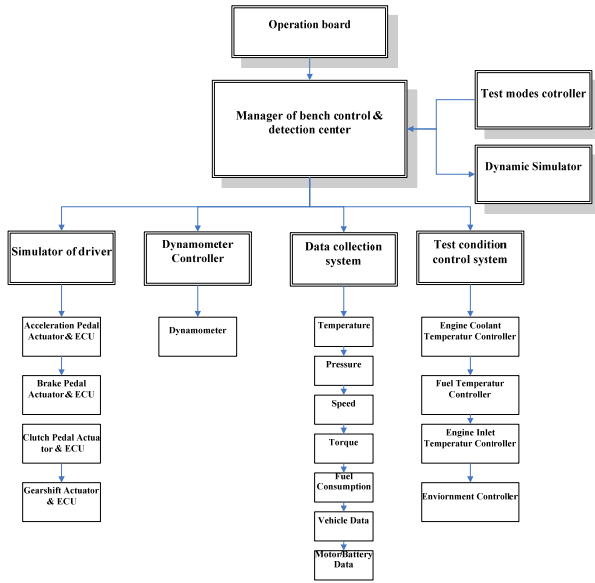 Operation board
Manager of bench control &
detection center
Test modes cotroller
Dynamic Simulator
Simulator of driver
Dynamometer
Controller
Data collection
system
Test condition
control system
Acceleration Pedal
Actuator & ECU
Brake Pedal
Actuator & ECU
Clutch Pedal Actua
tor & ECU
Gearshift Actuator
& ECU
Dynamometer
Temperature
Pressure
Speed
Torque
Fuel
Consumption
Vehicle Data
Motor/Battery
Data
Engine Coolant
Temperatur Controller
Fuel Temperatur
Controller
Engine Inlet
Temperatur Controller
Enviornment Controller